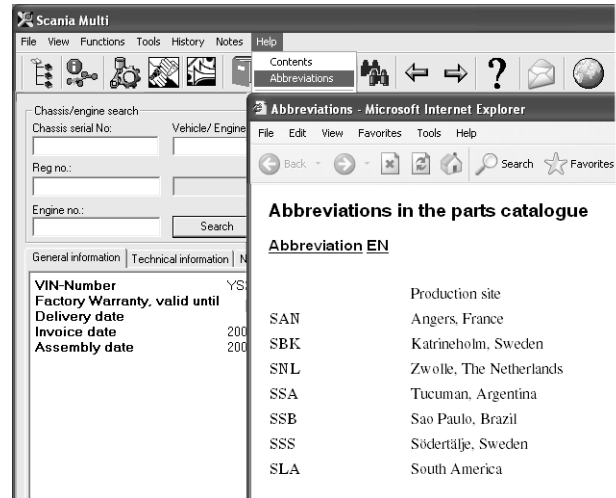 Scania Multi
File View Functions Tools History Notes Help
Contents
Abbreviations
Chassis/engine search
Chassis serial No: Vehicle/ Engine
Reg no.:
Engine no.:
Search
General information Technical information N
VIN-Number YS
Factory Warranty, valid until
Delivery date
Invoice date 200
Assembly date 200
Abbreviations - Microsoft Internet Explorer
File Edit View Favorites Tools Help
Back Search Favorites
Abbreviations in the parts catalogue
Abbreviation EN
Production site
SAN Angers, France
SBK Katrineholm, Sweden
SNL Zwolle, The Netherlands
SSA Tucuman, Argentina
SSB Sao Paulo, Brazil
SSS Södertälje, Sweden
SLA South America